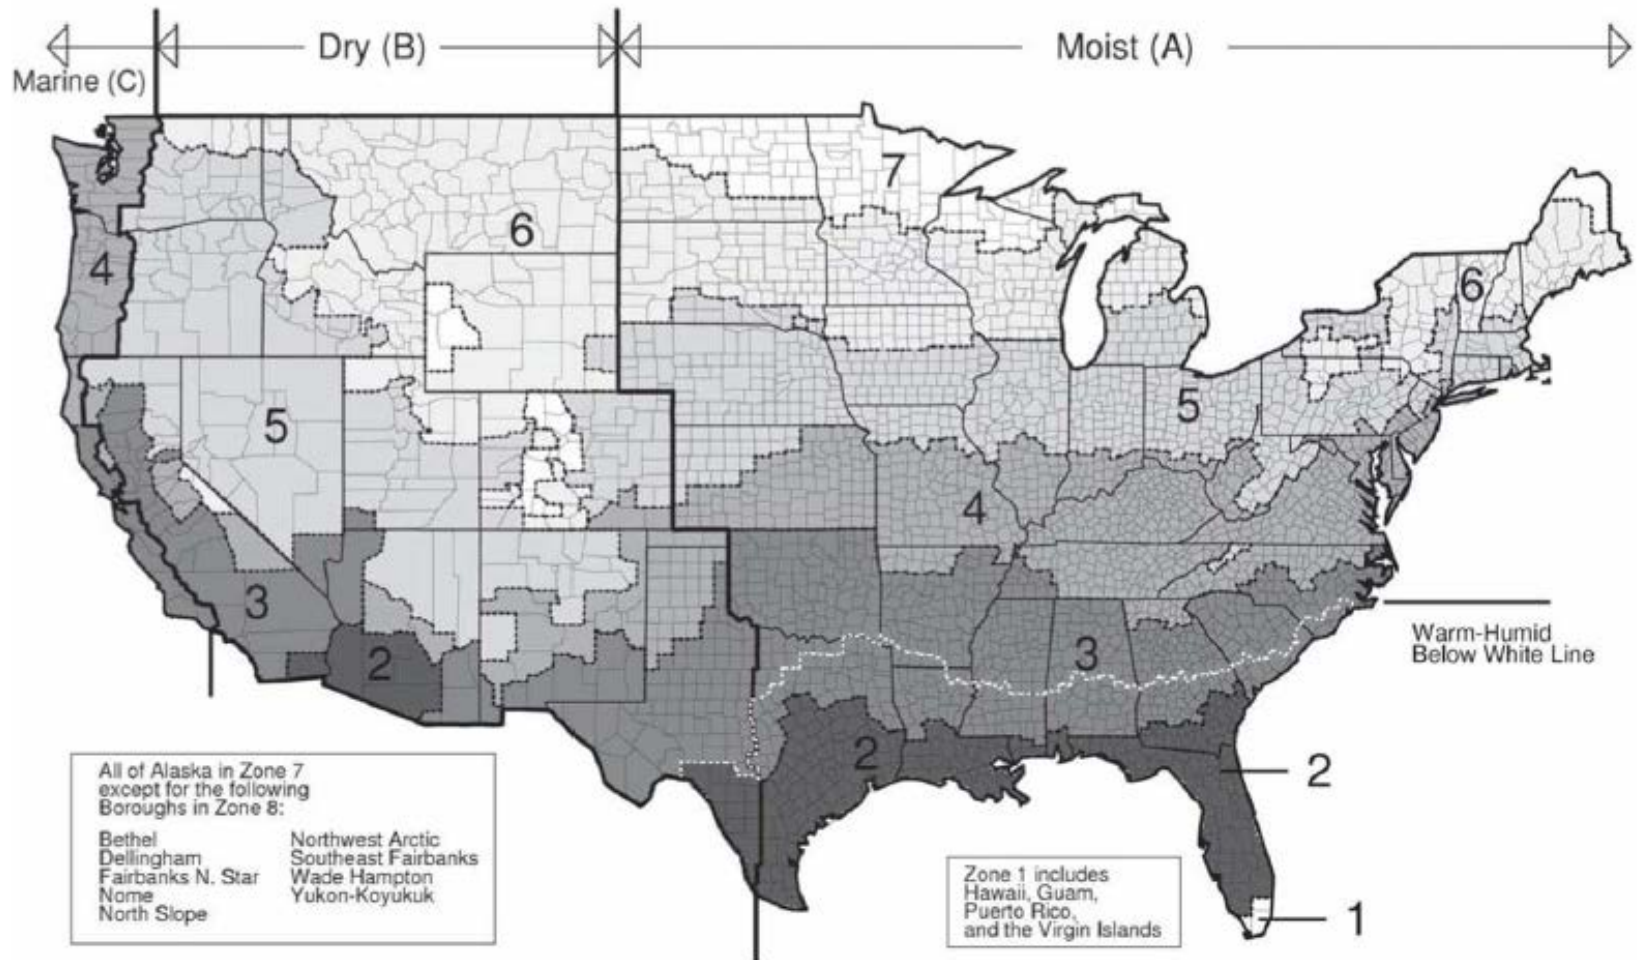 Marine (C)
Dry (B)
Moist (A)
7
6
4
6
5
5
4
3
3
2
2
Warm-Humid
Below White Line
2
1
All of Alaska in Zone 7
except for the following
Boroughs in Zone 8:
Bethel
Dellingham
Fairbanks N. Star
Nome
North Slope
Northwest Arctic
Southeast Fairbanks
Wade Hampton
Yukon-Koyukuk
Zone 1 includes
Hawaii, Guam,
Puerto Rico,
and the Virgin Islands